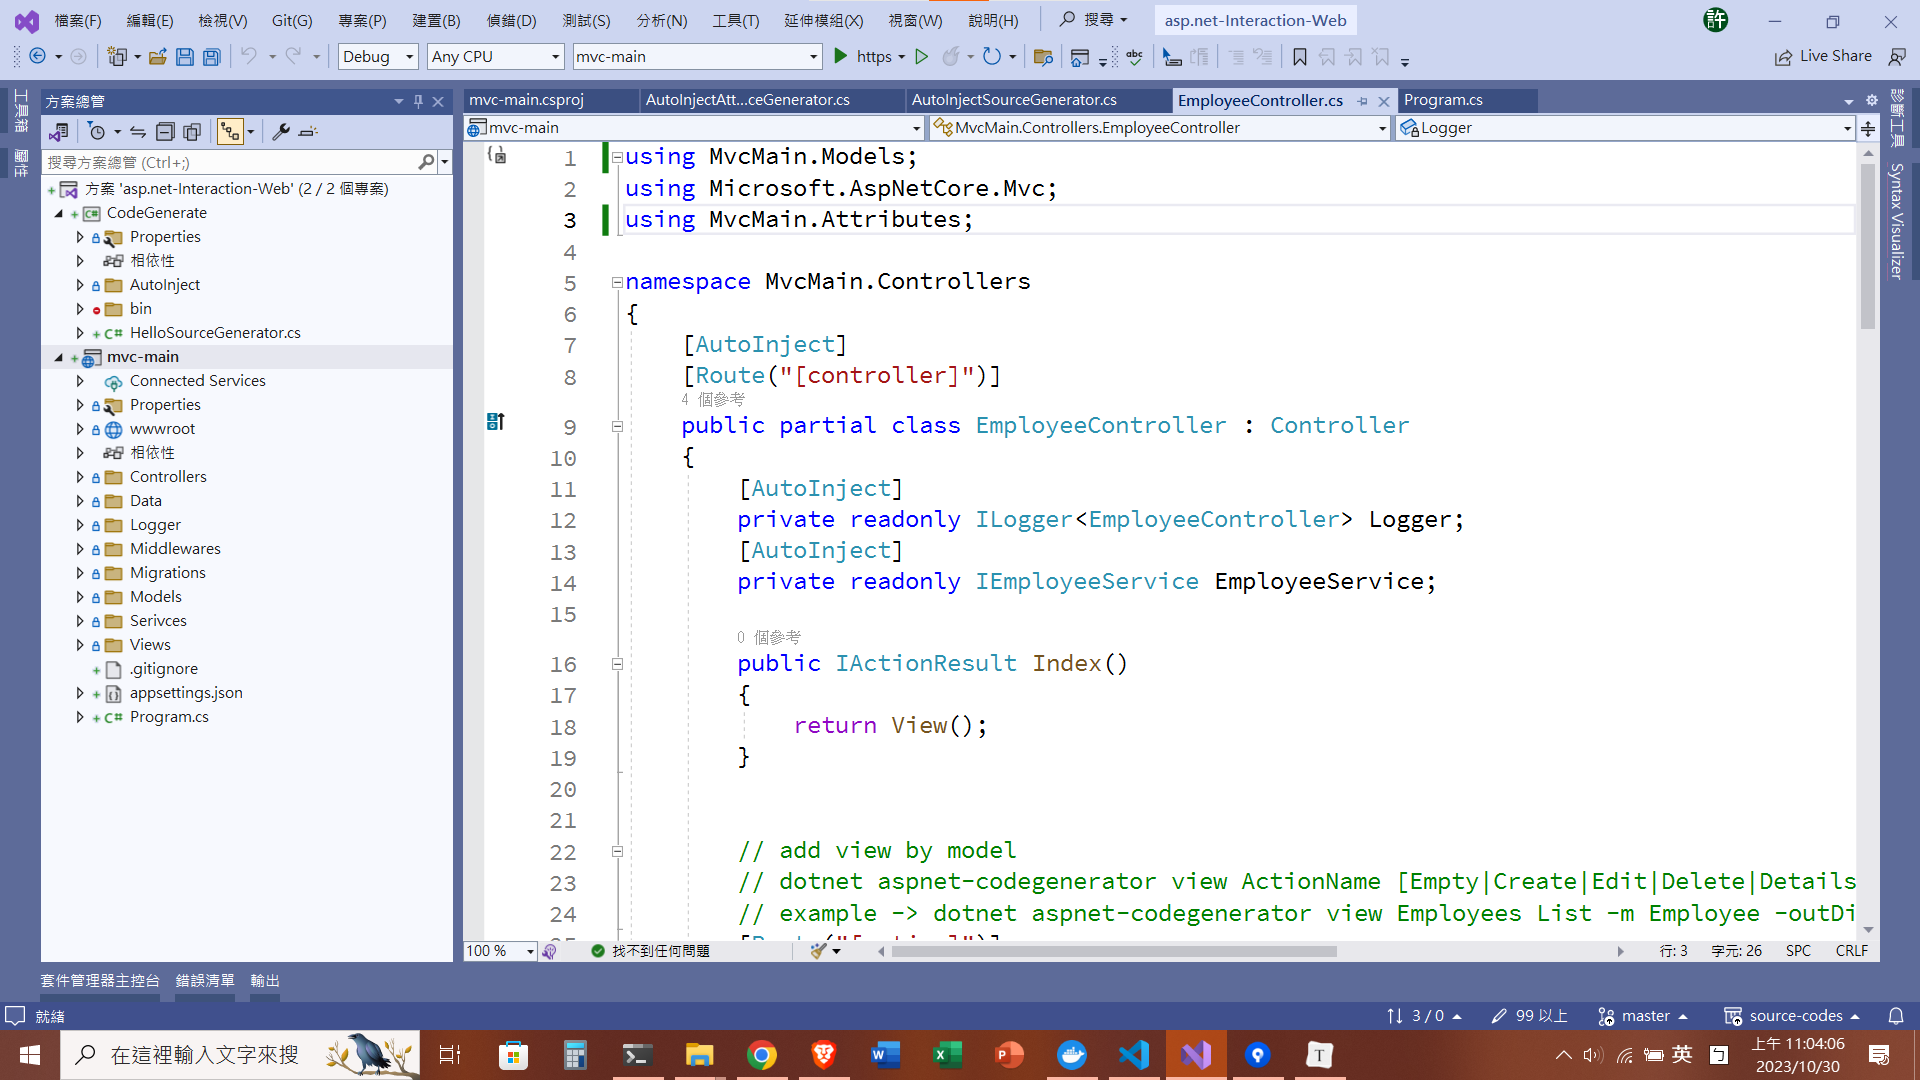 檔案(F) 編輯(E) 檢視(V) Git(G) 專案(P) 建置(B) 偵錯(D) 測試(S) 分析(N) 工具(T) 延伸模組(X) 視窗(W) 說明(H) 搜尋 asp.net-Interaction-Web 許
Debug Any CPU mvc-main https abc Live Share
工具箱
屬性
方案總管
搜尋方案總管 (Ctrl+;)
方案 'asp.net-Interaction-Web' (2 / 2 個專案)
CodeGenerate
Properties
相依性
AutoInject
bin
C# HelloSourceGenerator.cs
mvc-main
Connected Services
Properties
wwwroot
相依性
Controllers
Data
Logger
Middlewares
Migrations
Models
Serivces
Views
.gitignore
appsettings.json
C# Program.cs
mvc-main.csproj AutoInjectAtt...ceGenerator.cs AutoInjectSourceGenerator.cs EmployeeController.cs Program.cs
mvc-main MvcMain.Controllers.EmployeeController Logger
1 using MvcMain.Models;
2 using Microsoft.AspNetCore.Mvc;
3 using MvcMain.Attributes;
4
5 namespace MvcMain.Controllers
6 {
7 [AutoInject]
8 [Route("[controller]")]
4 個參考
9 public partial class EmployeeController : Controller
10 {
11 [AutoInject]
12 private readonly ILogger<EmployeeController> Logger;
13 [AutoInject]
14 private readonly IEmployeeService EmployeeService;
15
0 個參考
16 public IActionResult Index()
17 {
18 return View();
19 }
20
21
22 // add view by model
23 // dotnet aspnet-codegenerator view ActionName [Empty|Create|Edit|Delete|Details
24 // example -> dotnet aspnet-codegenerator view Employees List -m Employee -outDi
100 % 找不到任何問題 行: 3 字元: 26 SPC CRLF
診斷工具
Syntax Visualizer
套件管理器主控台 錯誤清單 輸出
就緒 3 / 0 99 以上 master source-codes
在這裡輸入文字來搜 英 ㄅ 上午 11:04:06
2023/10/30